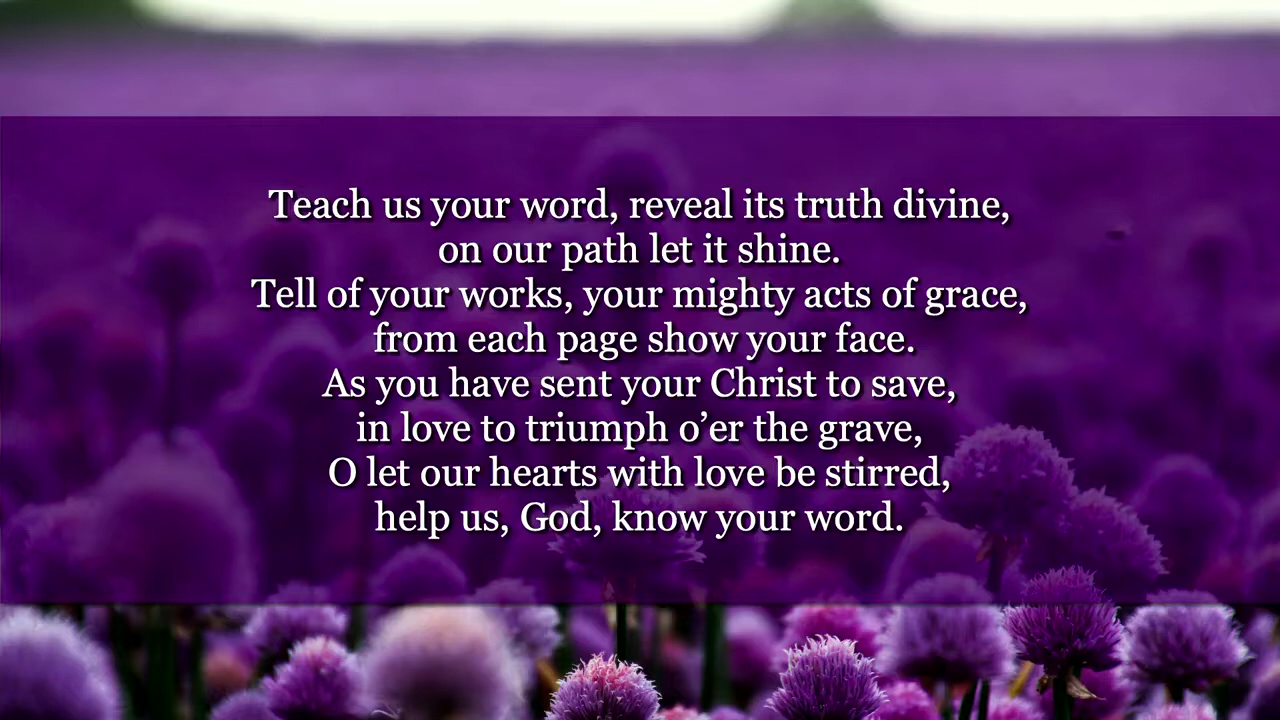 Teach us your word, reveal its truth divine,
on our path let it shine.
Tell of your works, your mighty acts of grace,
from each page show your face.
As you have sent your Christ to save,
in love to triumph o’er the grave,
O let our hearts with love be stirred,
help us, God, know your word.